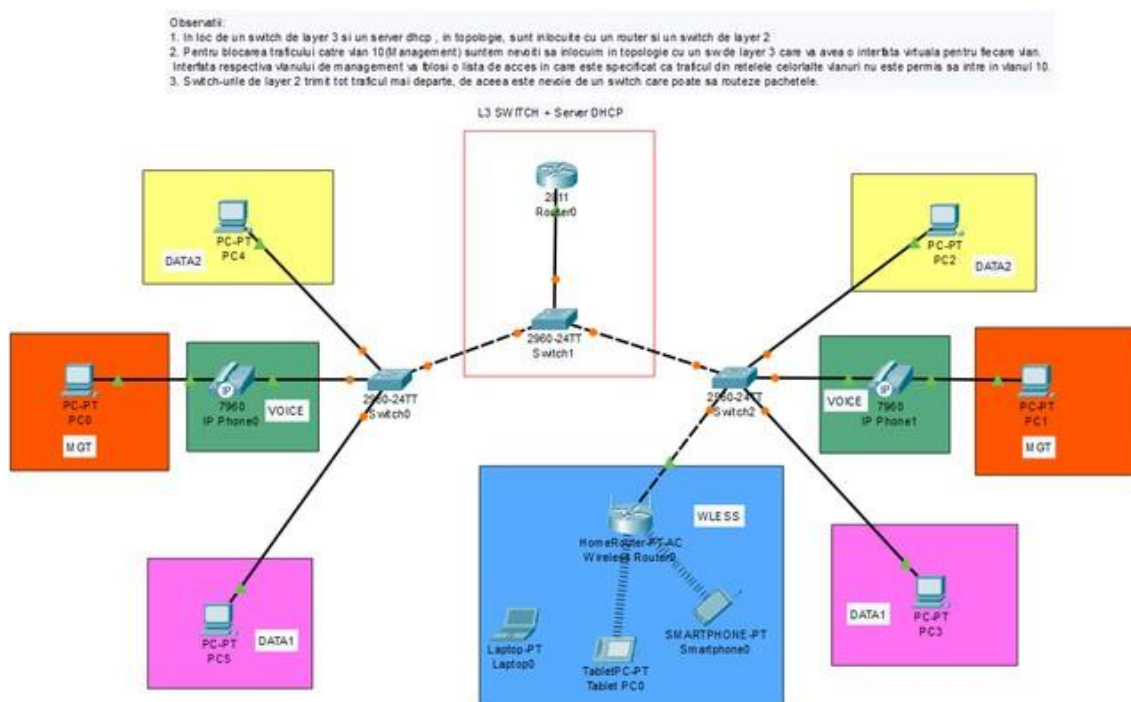 Observatii:
1. In loc de un switch de layer 3 si un server dhcp , in topologie, sunt inlocuite cu un router si un switch de layer 2
2. Pentru blocarea traficului catre vlan 10(Management) suntem nevoiti sa inlocuim in topologie cu un sw de layer 3 care va avea o interfata virtuala pentru fiecare vlan.
Interfata respectiva vlanului de management va folosi o lista de acces in care este specificat ca traficul din retelele celorlalte vlanuri nu este permis sa intre in vlanul 10.
3. Switch-urile de layer 2 trimit tot traficul mai departe, de aceea este nevoie de un switch care poate sa routeze pachetele.
L3 SWITCH + Server DHCP
2811
Router0
2960-24TT
Switch1
PC-PT
PC4
DATA2
PC-PT
PC2
DATA2
PC-PT
PC0
MGT
7960
IP Phone0
VOICE
2960-24TT
Switch0
2960-24TT
Switch2
VOICE
7960
IP Phone1
PC-PT
PC1
MGT
WLESS
HomeRouter-PT-AC
Wireless Router0
PC-PT
PC5
DATA1
Laptop-PT
Laptop0
TabletPC-PT
Tablet PC0
SMARTPHONE-PT
Smartphone0
DATA1
PC-PT
PC3